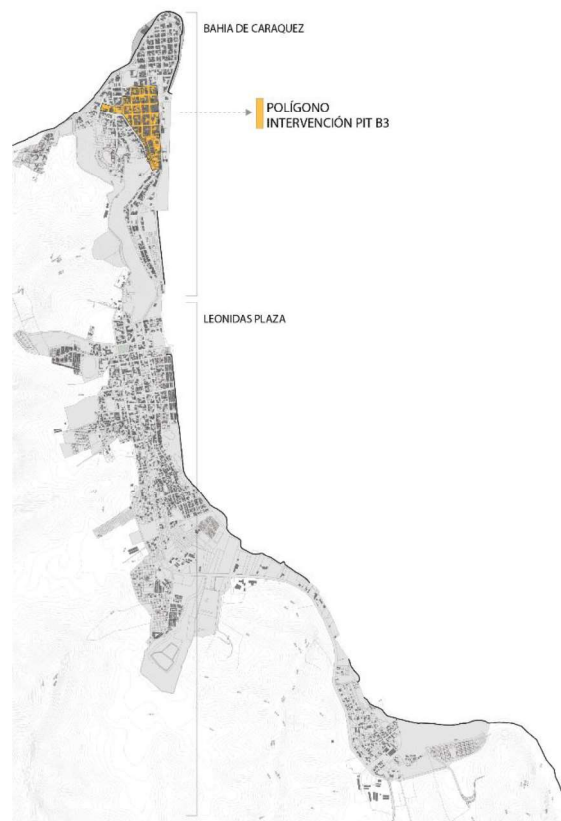 BAHIA DE CARAQUEZ
POLÍGONO
INTERVENCIÓN PIT B3
LEONIDAS PLAZA